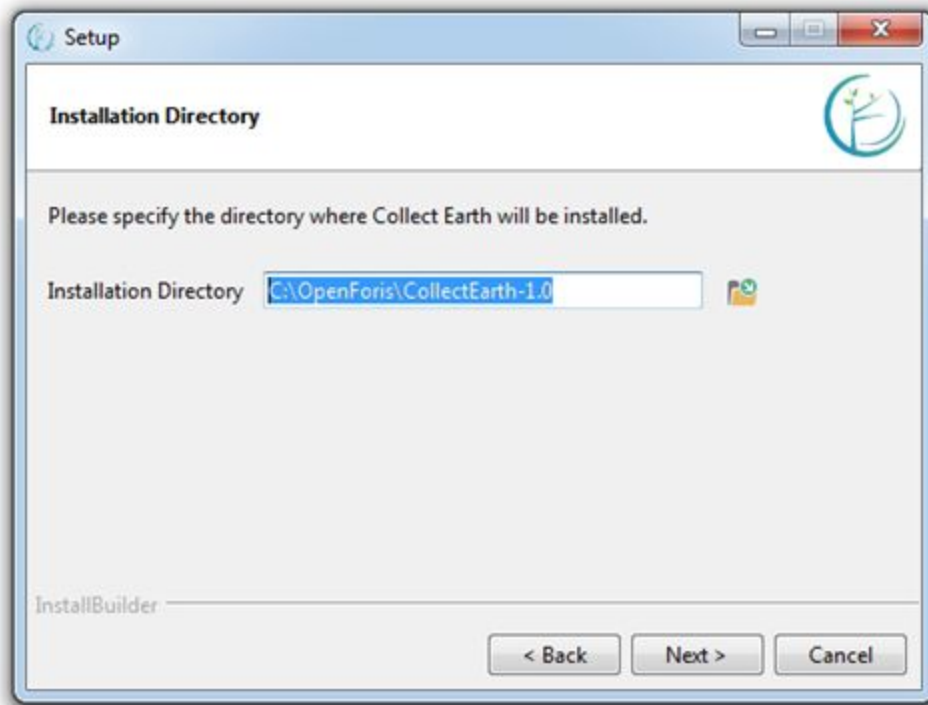 Setup
Installation Directory
Please specify the directory where Collect Earth will be installed.
Installation Directory C:\OpenForis\CollectEarth-1.0
InstallBuilder
< Back Next > Cancel